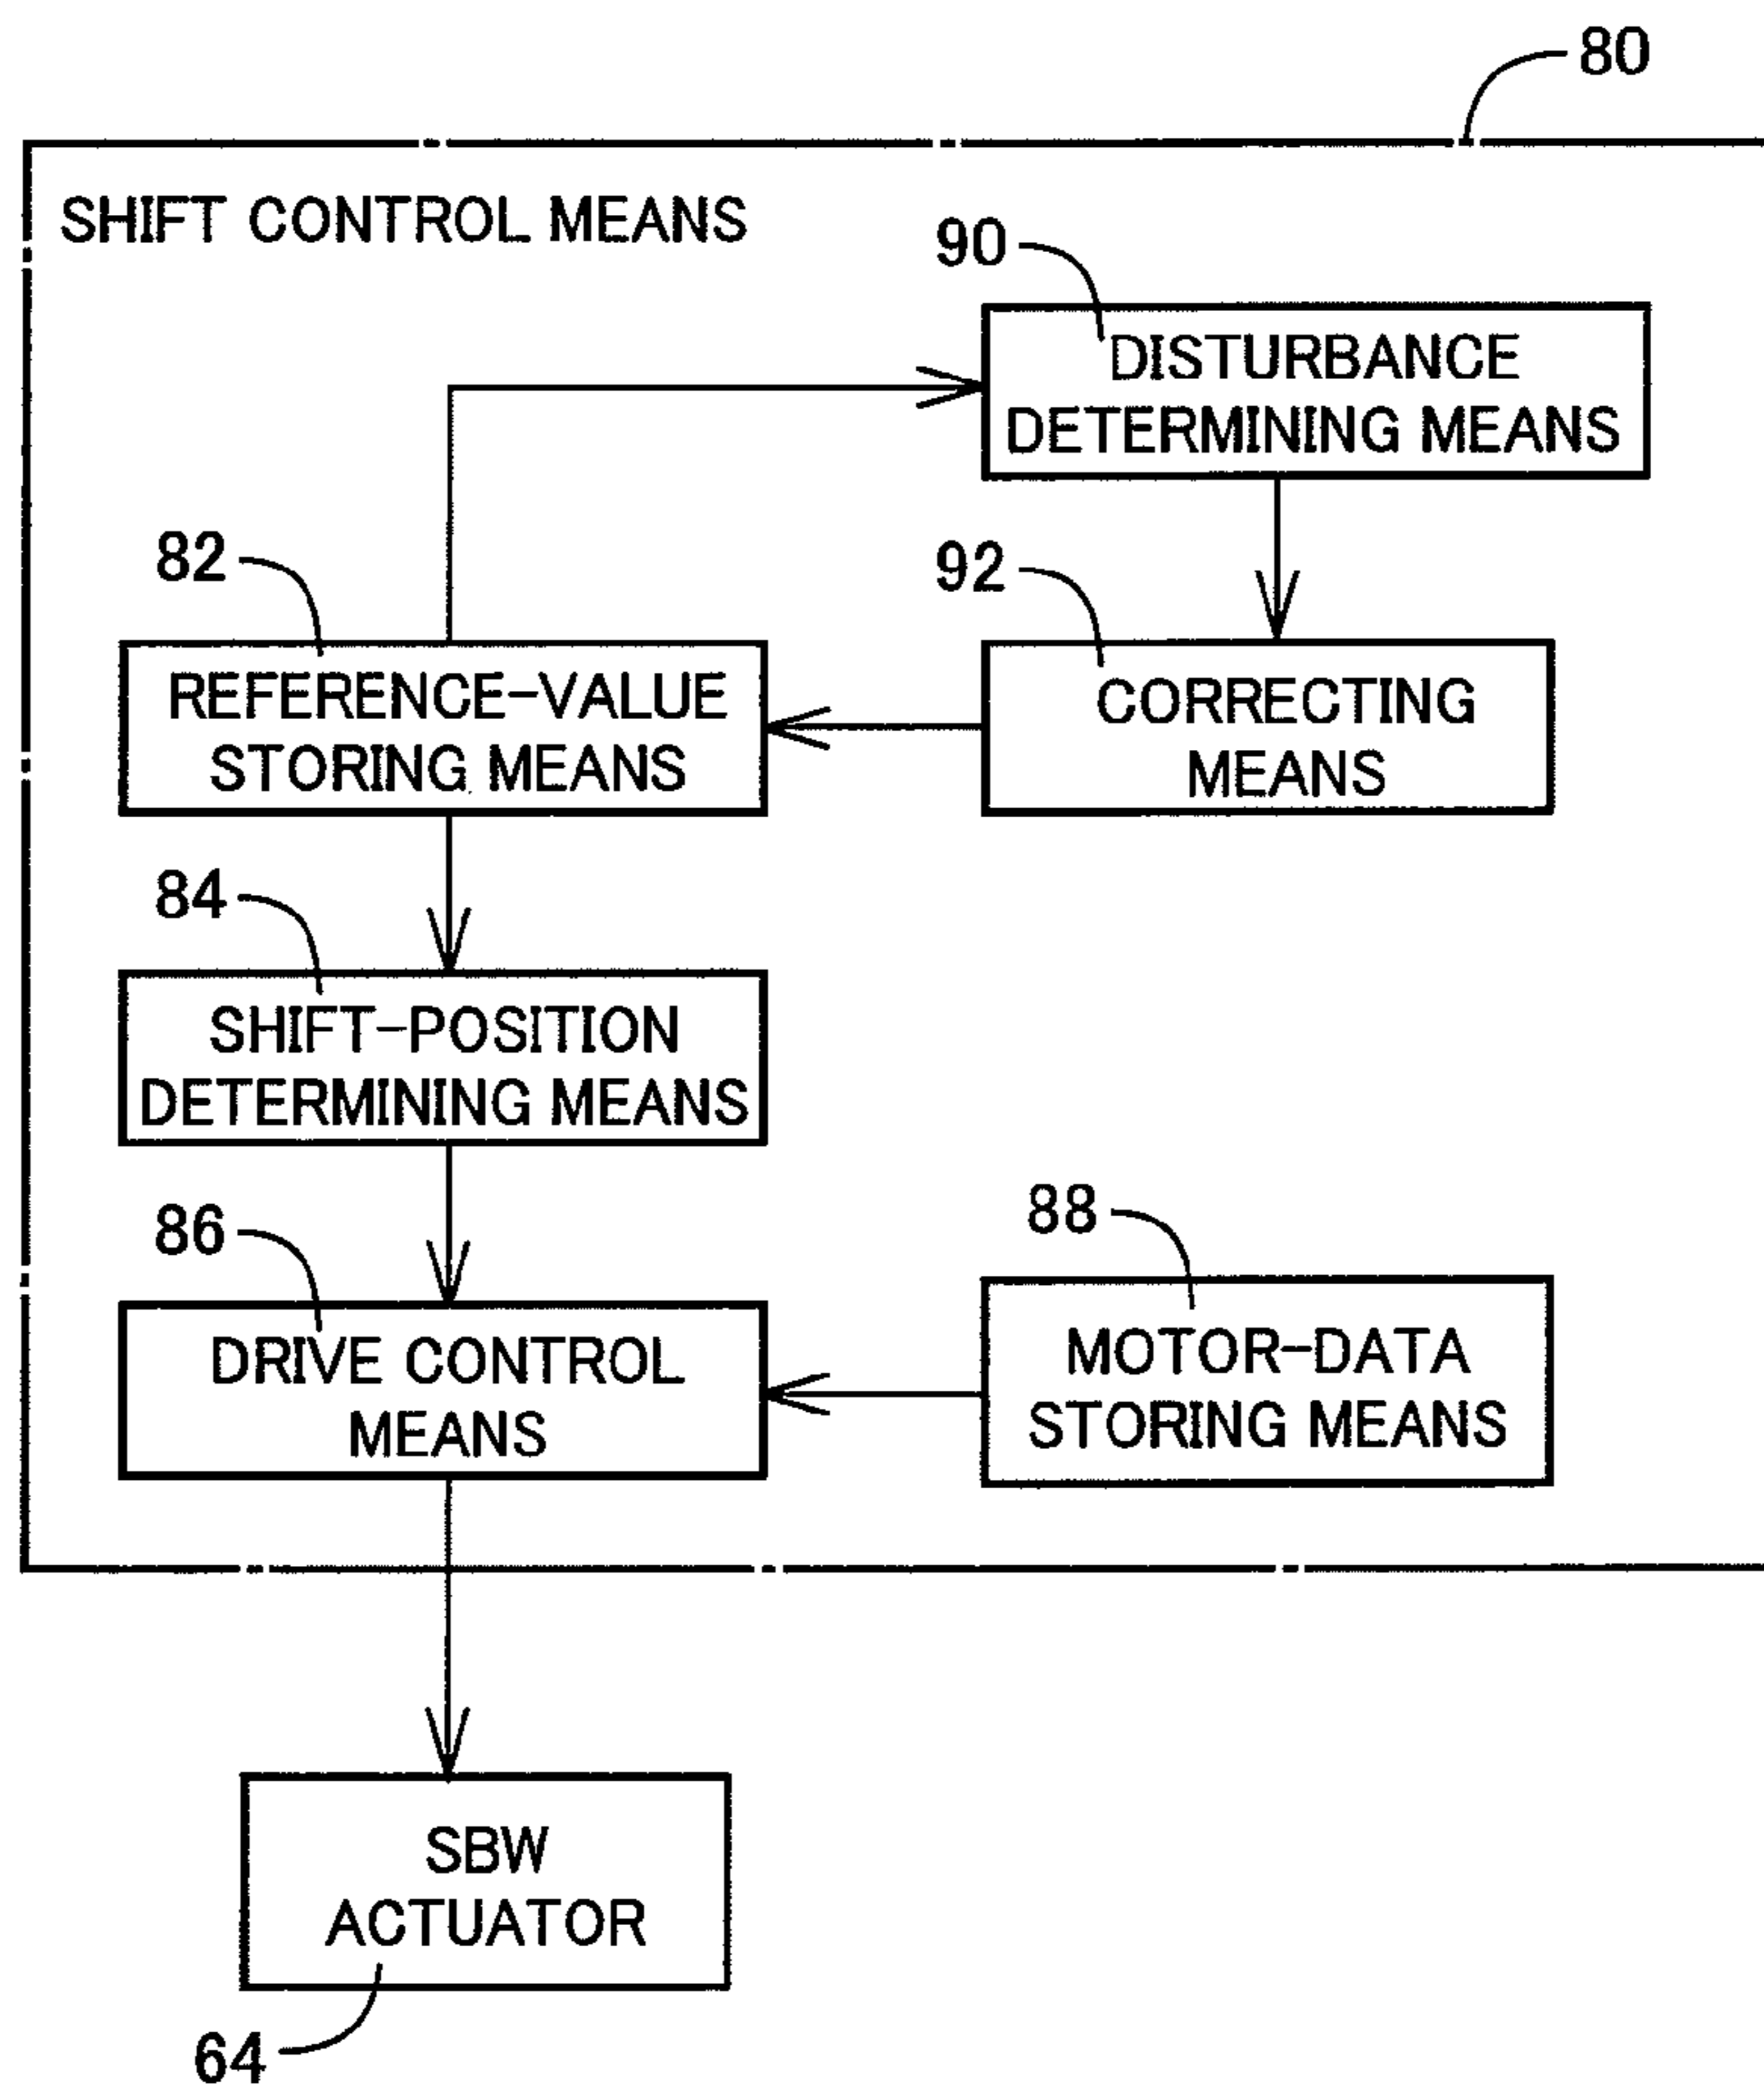 80
SHIFT CONTROL MEANS
90
DISTURBANCE
DETERMINING MEANS
82
REFERENCE-VALUE
STORING MEANS
92
CORRECTING
MEANS
84
SHIFT-POSITION
DETERMINING MEANS
86
DRIVE CONTROL
MEANS
88
MOTOR-DATA
STORING MEANS
SBW
ACTUATOR
64